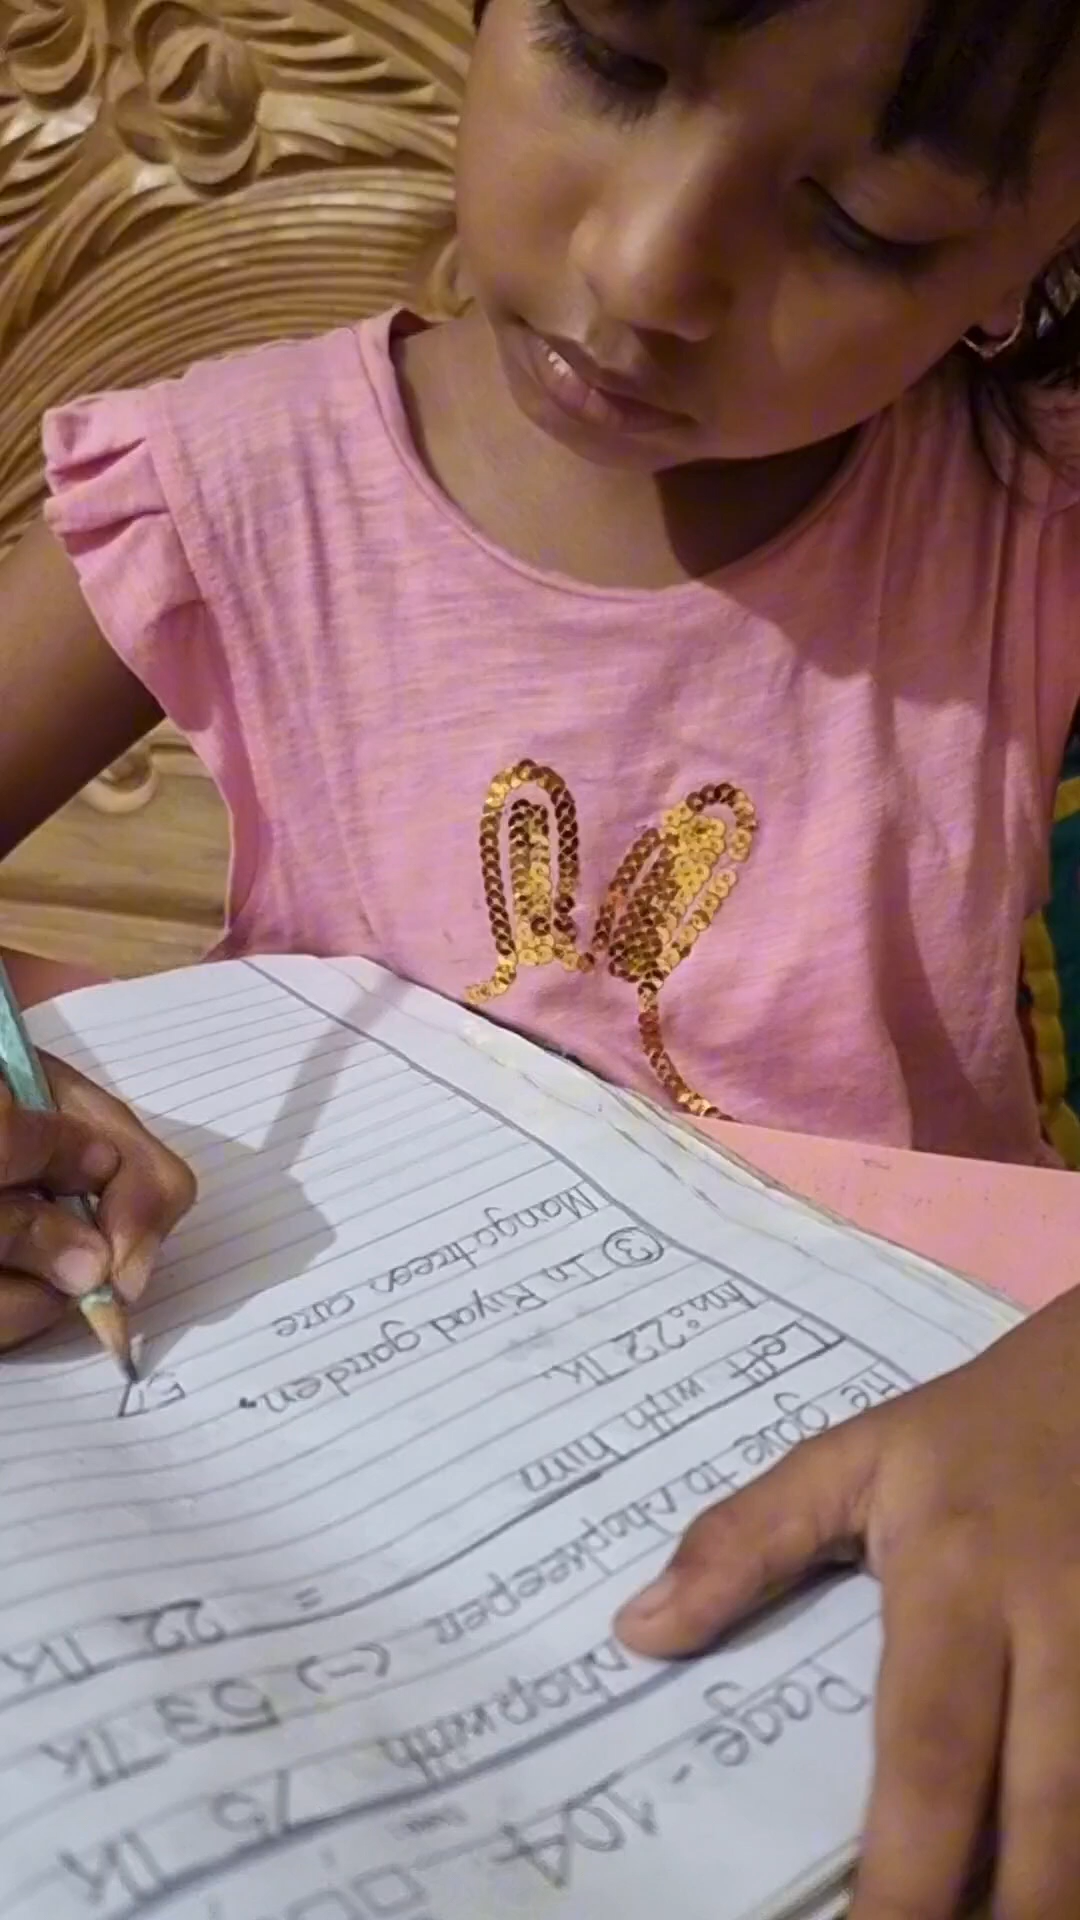 Page-104
shop with = 75 TK
He gave to shopkeeper (-) 53 TK
Left with him = 22 TK
Ans: 22 TK.
③ In Riyad garden,
Mango trees are